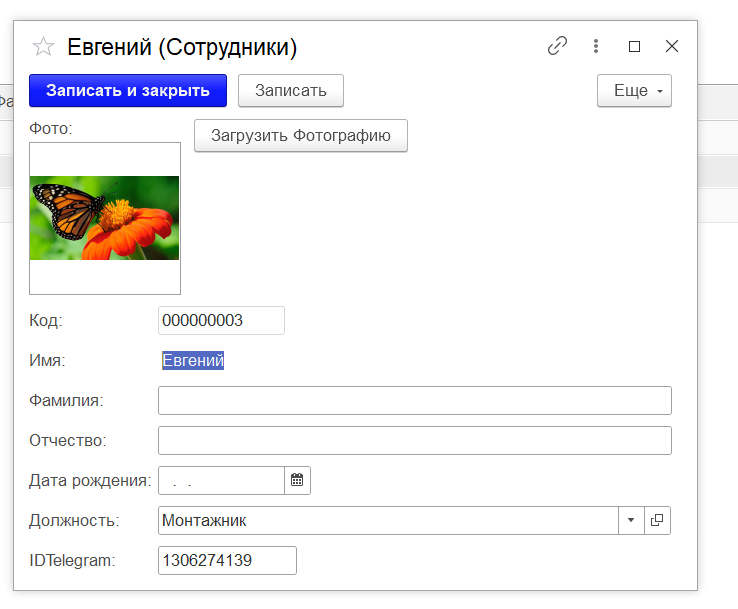 Евгений (Сотрудники)
Записать и закрыть
Записать
Еще
Фото:
Загрузить Фотографию
Код:
000000003
Имя:
Евгений
Фамилия:
Отчество:
Дата рождения:
. .
Должность:
Монтажник
IDTelegram:
1306274139